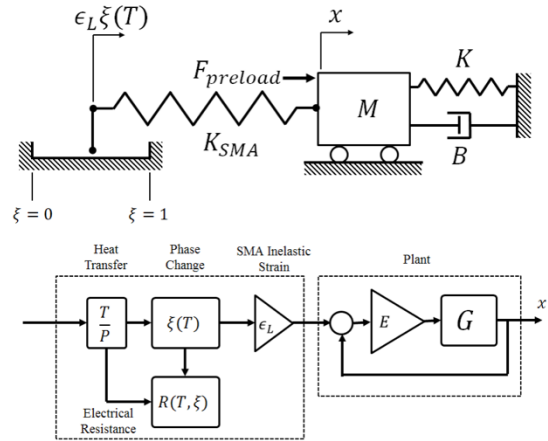 ϵ_L ξ(T)
x
F_preload
K
M
K_SMA
B
ξ = 0
ξ = 1
Heat Transfer
Phase Change
SMA Inelastic Strain
Plant
T/P
ξ(T)
ϵ_L
E
G
x
R(T, ξ)
Electrical Resistance